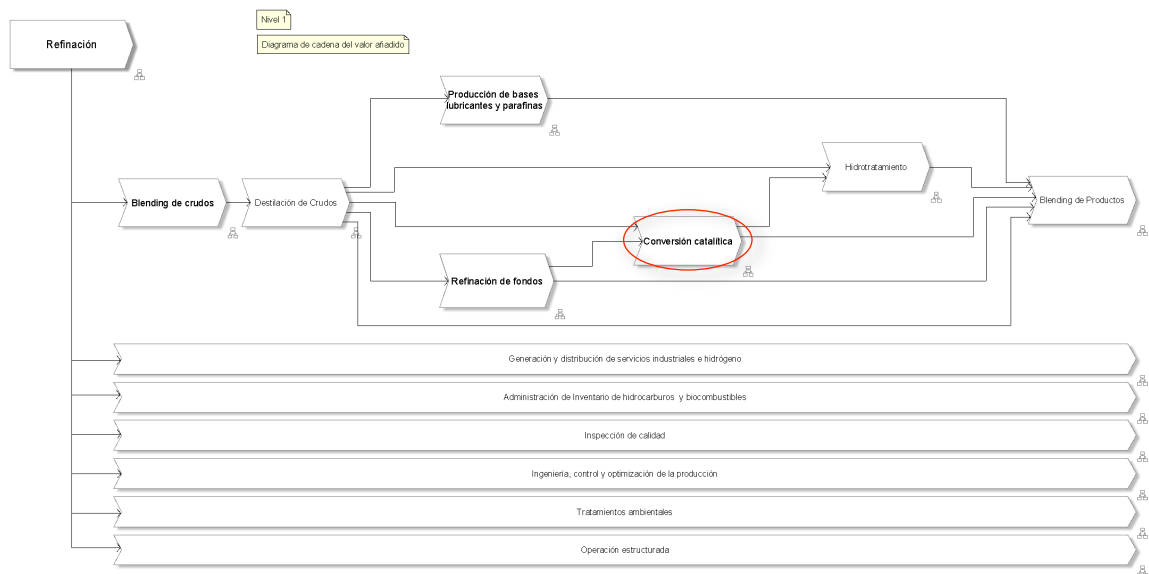 Nivel 1
Refinación
Diagrama de cadena del valor añadido
Producción de bases
lubricantes y parafinas
Hidrotratamiento
Blending de crudos
Destilación de Crudos
Blending de Productos
Conversión catalítica
Refinación de fondos
Generación y distribución de servicios industriales e hidrógeno
Administración de Inventario de hidrocarburos y biocombustibles
Inspección de calidad
Ingeniería, control y optimización de la producción
Tratamientos ambientales
Operación estructurada